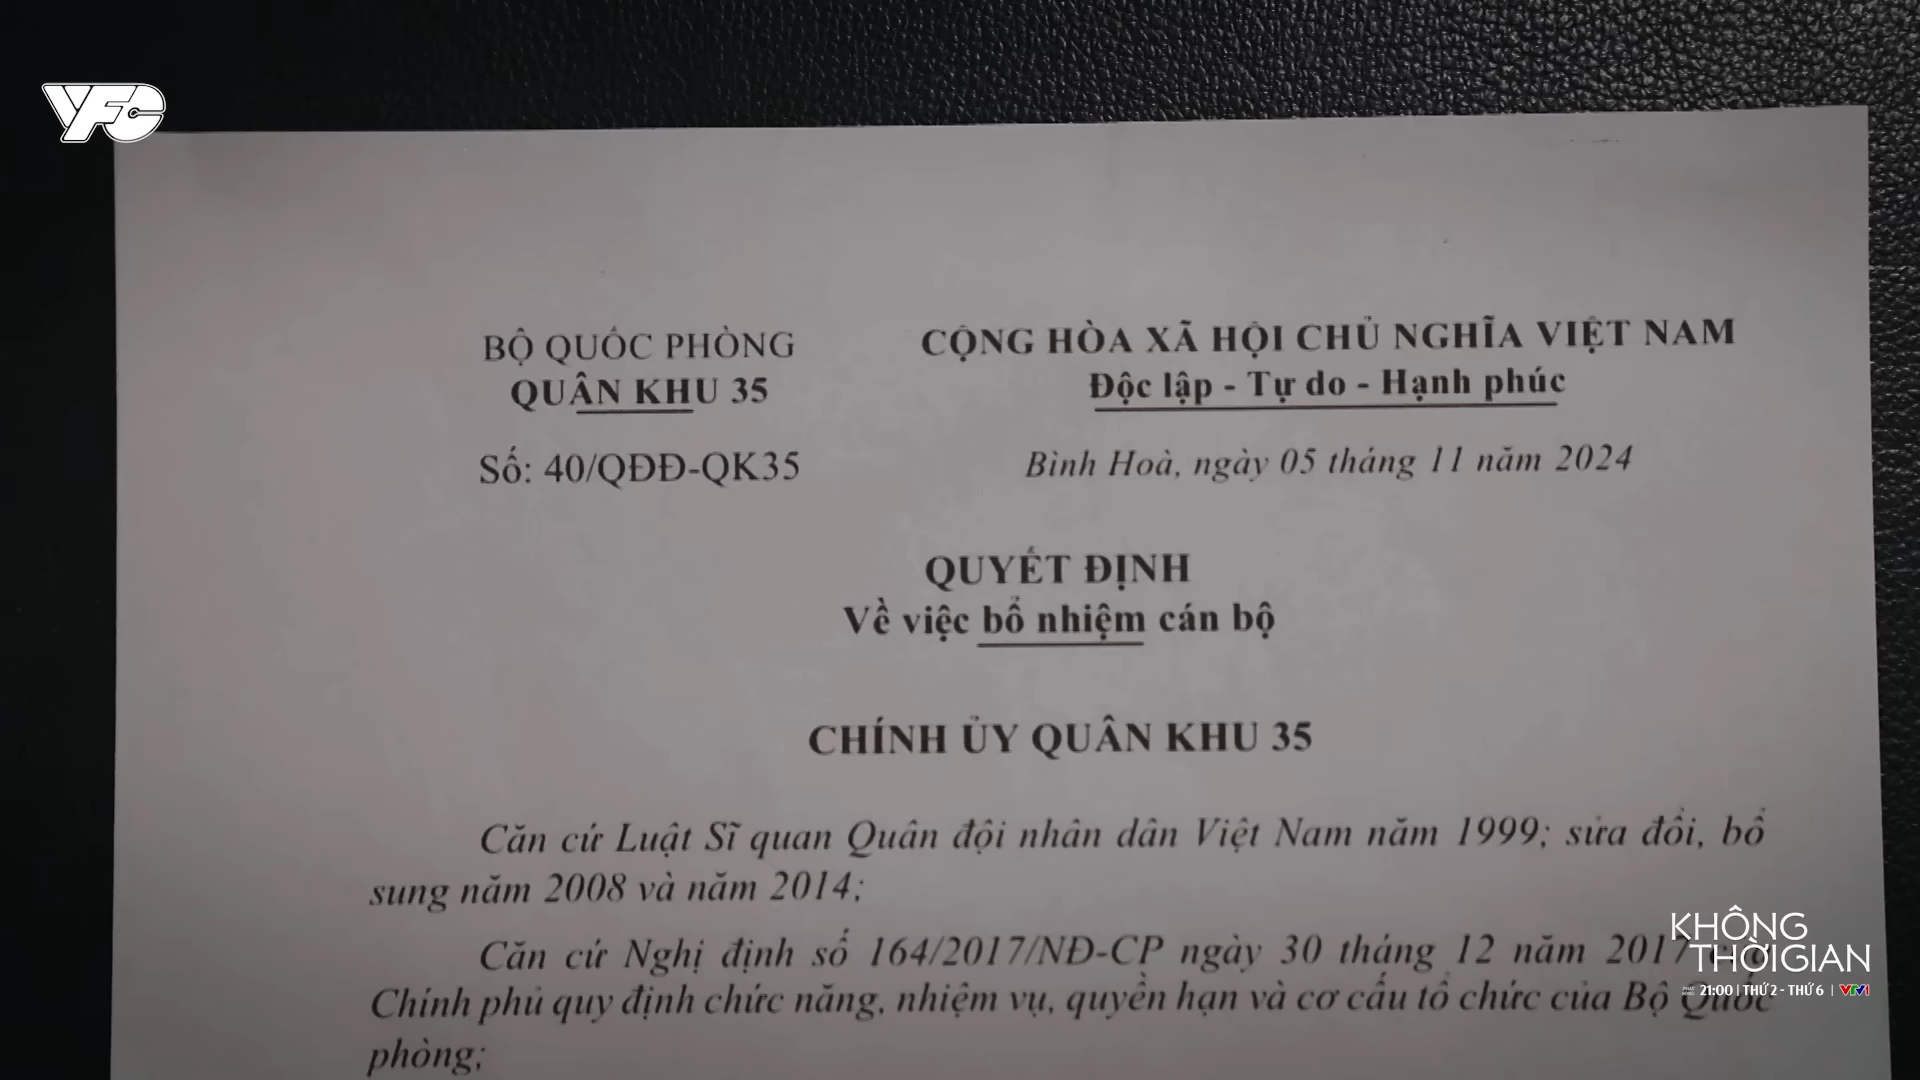 VFC
BỘ QUỐC PHÒNG
QUÂN KHU 35
Số: 40/QĐĐ-QK35
CỘNG HÒA XÃ HỘI CHỦ NGHĨA VIỆT NAM
Độc lập - Tự do - Hạnh phúc
Bình Hoà, ngày 05 tháng 11 năm 2024
QUYẾT ĐỊNH
Về việc bổ nhiệm cán bộ
CHÍNH ỦY QUÂN KHU 35
Căn cứ Luật Sĩ quan Quân đội nhân dân Việt Nam năm 1999; sửa đổi, bổ
sung năm 2008 và năm 2014;
Căn cứ Nghị định số 164/2017/NĐ-CP ngày 30 tháng 12 năm 2017
Chính phủ quy định chức năng, nhiệm vụ, quyền hạn và cơ cấu tổ chức của Bộ Quốc
phòng;
KHÔNG
THỜI GIAN
21:00 | THỨ 2 - THỨ 6 | VTV1